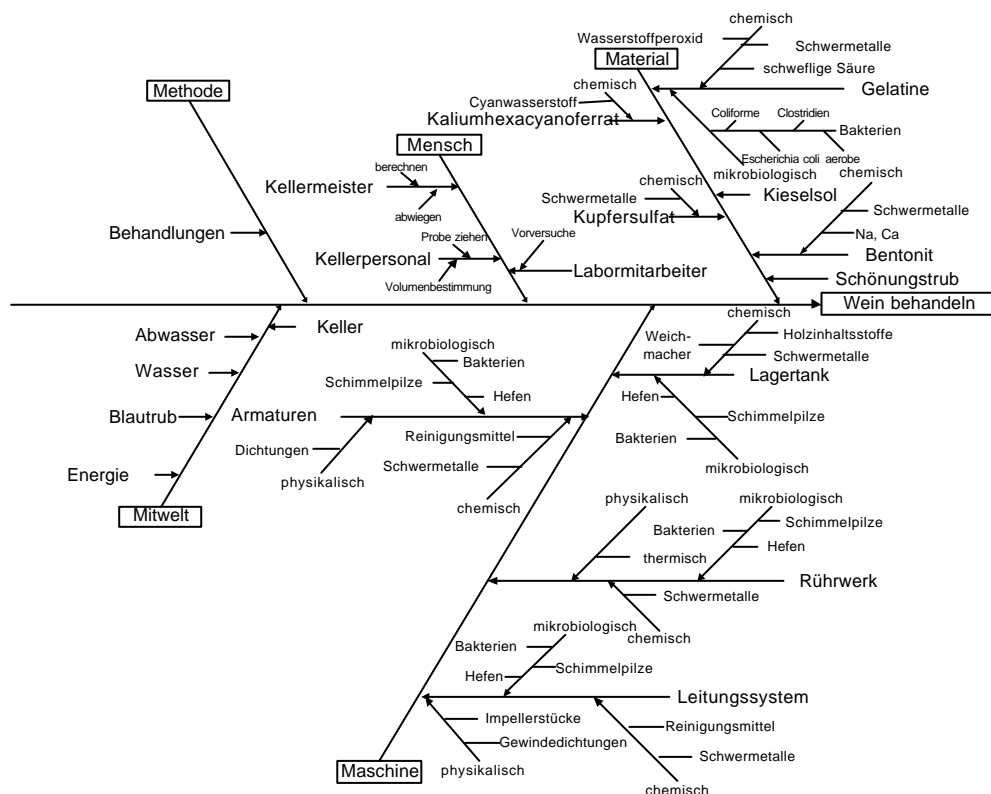 chemisch
Wasserstoffperoxid
Schwermetalle
Material
schweflige Säure
Gelatine
Methode
chemisch
Cyanwasserstoff
Kaliumhexacyanoferrat
Coliforme
Clostridien
Bakterien
Escherichia coli
aerobe
mikrobiologisch
Mensch
berechnen
Kellermeister
abwiegen
chemisch
Schwermetalle
Kupfersulfat
Kieselsol
chemisch
Schwermetalle
Na, Ca
Bentonit
Behandlungen
Probe ziehen
Kellerpersonal
Volumenbestimmung
Vorversuche
Labormitarbeiter
Schönungstrub
Wein behandeln
Abwasser
Keller
Wasser
Blautrub
Energie
Mitwelt
mikrobiologisch
Bakterien
Schimmelpilze
Hefen
Armaturen
Dichtungen
physikalisch
Reinigungsmittel
Schwermetalle
chemisch
chemisch
Weich-
macher
Holzinhaltsstoffe
Schwermetalle
Lagertank
Hefen
Schimmelpilze
Bakterien
mikrobiologisch
physikalisch
mikrobiologisch
Bakterien
Schimmelpilze
Hefen
thermisch
Rührwerk
Schwermetalle
chemisch
mikrobiologisch
Bakterien
Schimmelpilze
Hefen
Leitungssystem
Impellerstücke
Gewindedichtungen
physikalisch
Reinigungsmittel
Schwermetalle
chemisch
Maschine